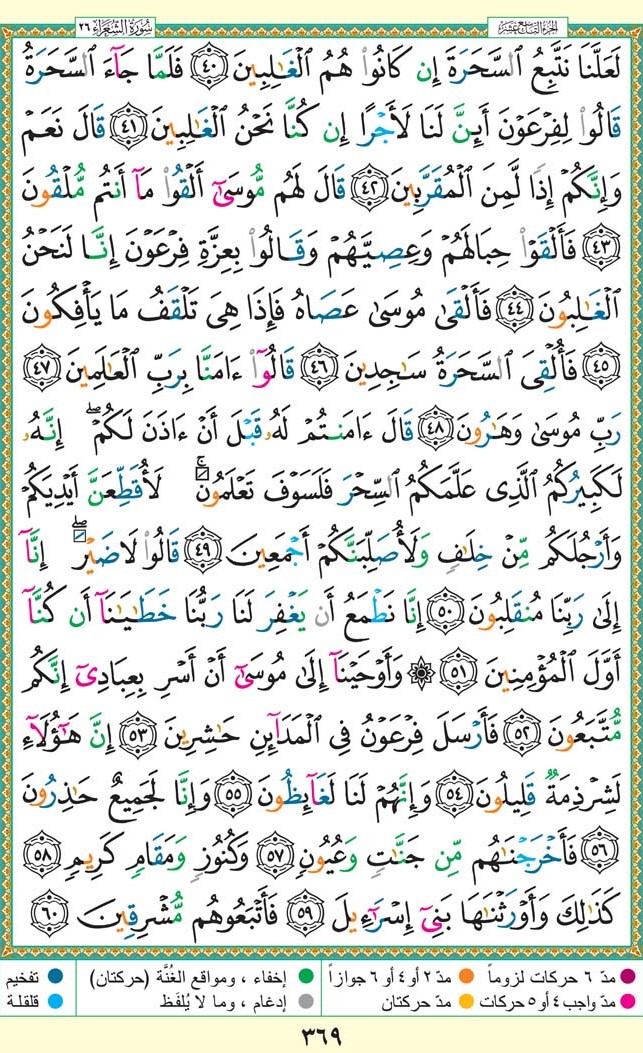 سُورَةُ الشُّعَرَاءِ ٢٦
الجزء التاسع عشر
لَعَلَّنَا نَتَّبِعُ ٱلسَّحَرَةَ إِن كَانُوا۟ هُمُ ٱلْغَـٰلِبِينَ ٤٠ فَلَمَّا جَآءَ ٱلسَّحَرَةُ
قَالُوا۟ لِفِرْعَوْنَ أَئِنَّ لَنَا لَأَجْرًا إِن كُنَّا نَحْنُ ٱلْغَـٰلِبِينَ ٤١ قَالَ نَعَمْ
وَإِنَّكُمْ إِذًا لَّمِنَ ٱلْمُقَرَّبِينَ ٤٢ قَالَ لَهُم مُّوسَىٰٓ أَلْقُوا۟ مَآ أَنتُم مُّلْقُونَ
٤٣ فَأَلْقَوْا۟ حِبَالَهُمْ وَعِصِيَّهُمْ وَقَالُوا۟ بِعِزَّةِ فِرْعَوْنَ إِنَّا لَنَحْنُ
ٱلْغَـٰلِبُونَ ٤٤ فَأَلْقَىٰ مُوسَىٰ عَصَاهُ فَإِذَا هِىَ تَلْقَفُ مَا يَأْفِكُونَ
٤٥ فَأُلْقِىَ ٱلسَّحَرَةُ سَـٰجِدِينَ ٤٦ قَالُوٓا۟ ءَامَنَّا بِرَبِّ ٱلْعَـٰلَمِينَ ٤٧
رَبِّ مُوسَىٰ وَهَـٰرُونَ ٤٨ قَالَ ءَامَنتُمْ لَهُۥ قَبْلَ أَنْ ءَاذَنَ لَكُمْ ۖ إِنَّهُۥ
لَكَبِيرُكُمُ ٱلَّذِى عَلَّمَكُمُ ٱلسِّحْرَ فَلَسَوْفَ تَعْلَمُونَ ۚ لَأُقَطِّعَنَّ أَيْدِيَكُمْ
وَأَرْجُلَكُم مِّنْ خِلَـٰفٍ وَلَأُصَلِّبَنَّكُمْ أَجْمَعِينَ ٤٩ قَالُوا۟ لَا ضَيْرَ ۖ إِنَّآ
إِلَىٰ رَبِّنَا مُنقَلِبُونَ ٥٠ إِنَّا نَطْمَعُ أَن يَغْفِرَ لَنَا رَبُّنَا خَطَـٰيَـٰنَآ أَن كُنَّآ
أَوَّلَ ٱلْمُؤْمِنِينَ ٥١ ۞ وَأَوْحَيْنَآ إِلَىٰ مُوسَىٰٓ أَنْ أَسْرِ بِعِبَادِىٓ إِنَّكُم
مُّتَّبَعُونَ ٥٢ فَأَرْسَلَ فِرْعَوْنُ فِى ٱلْمَدَآئِنِ حَـٰشِرِينَ ٥٣ إِنَّ هَـٰٓؤُلَآءِ
لَشِرْذِمَةٌ قَلِيلُونَ ٥٤ وَإِنَّهُمْ لَنَا لَغَآئِظُونَ ٥٥ وَإِنَّا لَجَمِيعٌ حَـٰذِرُونَ
٥٦ فَأَخْرَجْنَـٰهُم مِّن جَنَّـٰتٍ وَعُيُونٍ ٥٧ وَكُنُوزٍ وَمَقَامٍ كَرِيمٍ ٥٨
كَذَٰلِكَ وَأَوْرَثْنَـٰهَا بَنِىٓ إِسْرَٰٓءِيلَ ٥٩ فَأَتْبَعُوهُم مُّشْرِقِينَ ٦٠
مدّ ٦ حركات لزوماً مدّ ٢ أو ٤ أو ٦ جوازاً إخفاء ، ومواقع الغُنَّة (حركتان) تفخيم
مدّ واجب ٤ أو ٥ حركات مدّ حركتان إدغام ، وما لا يُلفَظ قلقلة
٣٦٩